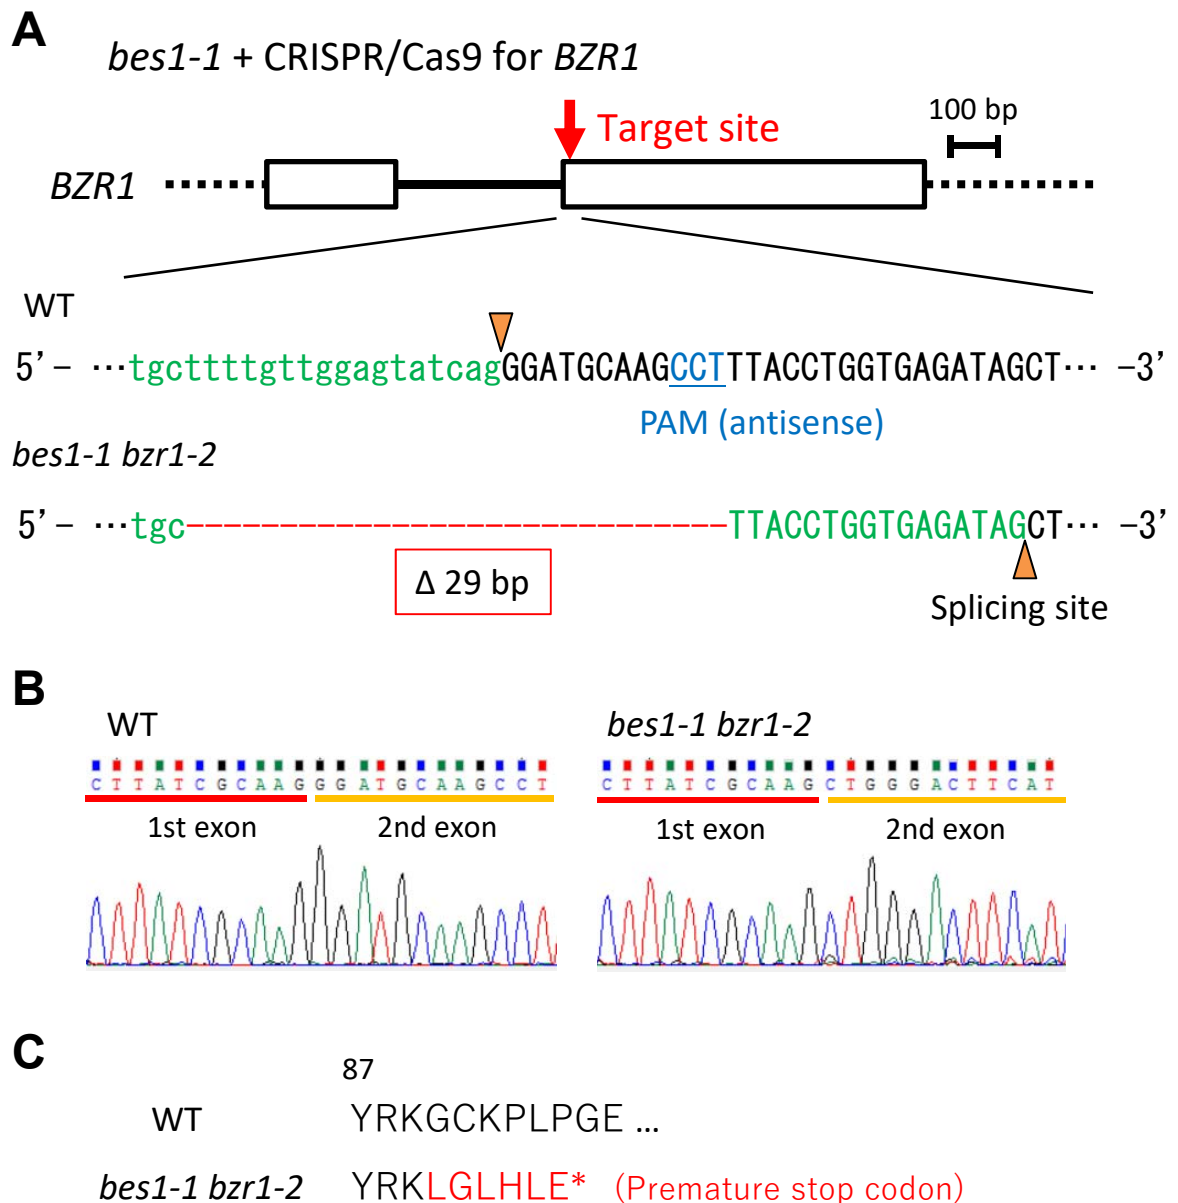 A
bes1-1 + CRISPR/Cas9 for BZR1
100 bp
Target site
BZR1
WT
5’– …tgcttttgttggagtatcagGGATGCAAGCCTTTACCTGGTGAGATAGCT… –3’
PAM (antisense)
bes1-1 bzr1-2
5’– …tgc-----------------------------TTACCTGGTGAGATAGCT… –3’
Δ 29 bp
Splicing site
B
WT bes1-1 bzr1-2
CTTATCGCAAGGGATGCAAGCCT CTTATCGCAAGCTGGGACTTCAT
1st exon 2nd exon 1st exon 2nd exon
C
87
WT YRKGCKPLPGE ...
bes1-1 bzr1-2 YRKLGLHLE* (Premature stop codon)